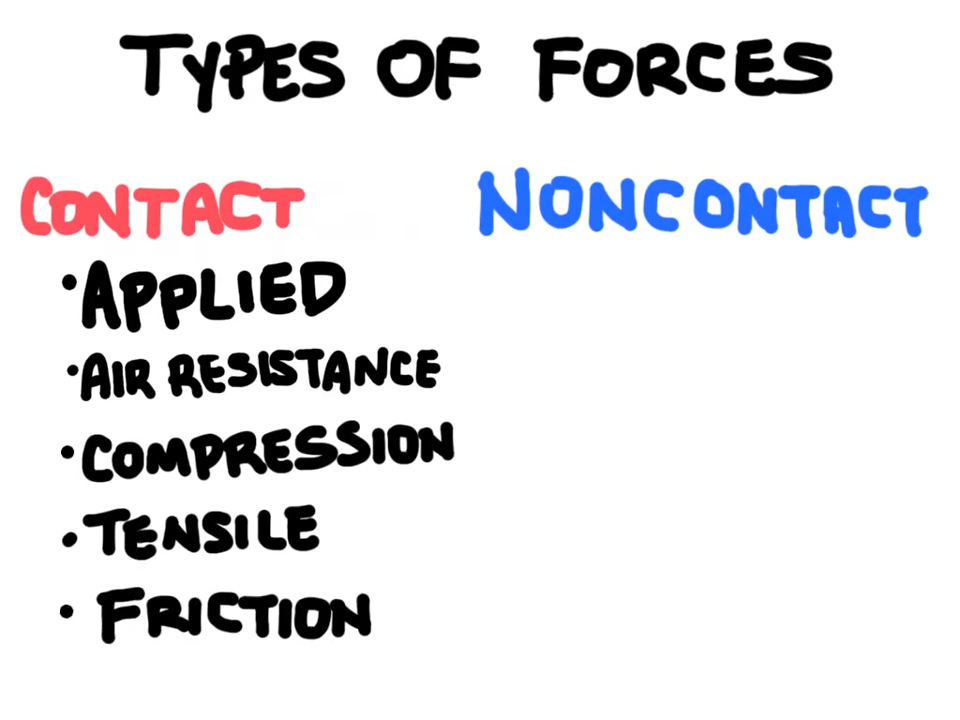 TYPES OF FORCES
CONTACT
• APPLIED
• AIR RESISTANCE
• COMPRESSION
• TENSILE
• FRICTION
NONCONTACT